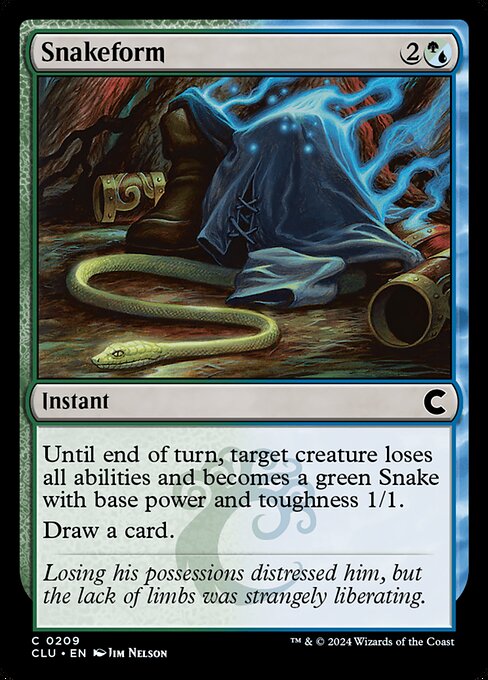 Snakeform 2
Instant
Until end of turn, target creature loses
all abilities and becomes a green Snake
with base power and toughness 1/1.
Draw a card.
Losing his possessions distressed him, but
the lack of limbs was strangely liberating.
C 0209
CLU • EN Jim Nelson
™ & © 2024 Wizards of the Coast